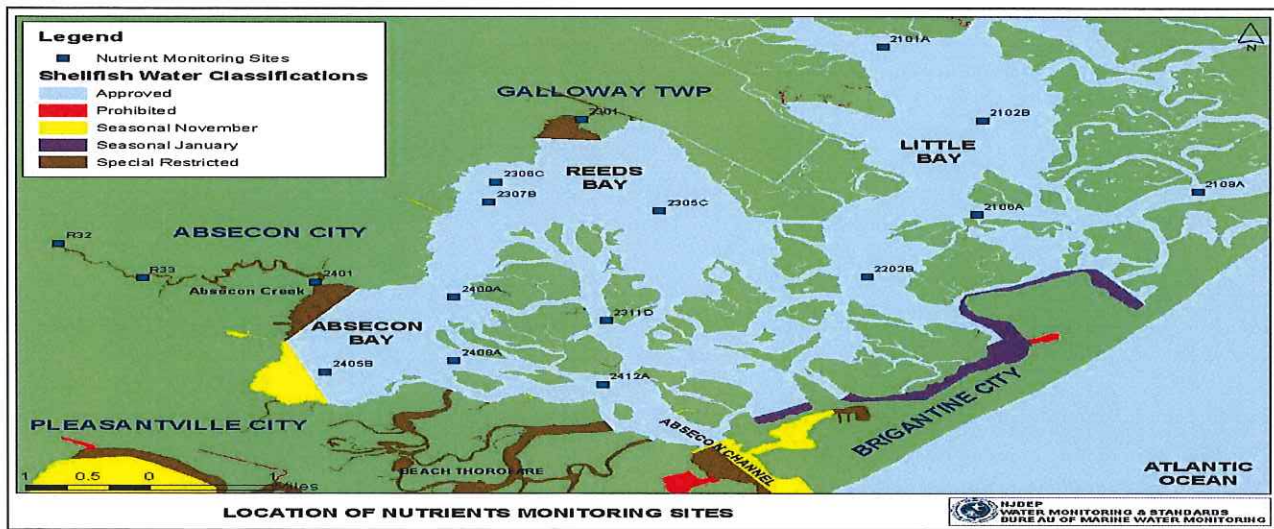 Legend
Nutrient Monitoring Sites
Shellfish Water Classifications
Approved
Prohibited
Seasonal November
Seasonal January
Special Restricted
2101A
N
GALLOWAY TWP
2301
2102B
LITTLE
BAY
REEDS
BAY
2306C
2307B
2305C
2108A
2106A
ABSECON CITY
R32
R33
2401
Absecon Creek
2202B
2400A
2311D
ABSECON
BAY
2405B
2408A
2412A
PLEASANTVILLE CITY
BRIGANTINE CITY
ABSECON CHANNEL
BEACH THOROFARE
ATLANTIC
OCEAN
1 0.5 0 1
Miles
LOCATION OF NUTRIENTS MONITORING SITES
NJDEP
WATER MONITORING & STANDARDS
BUREAU OF MARINE WATER MONITORING